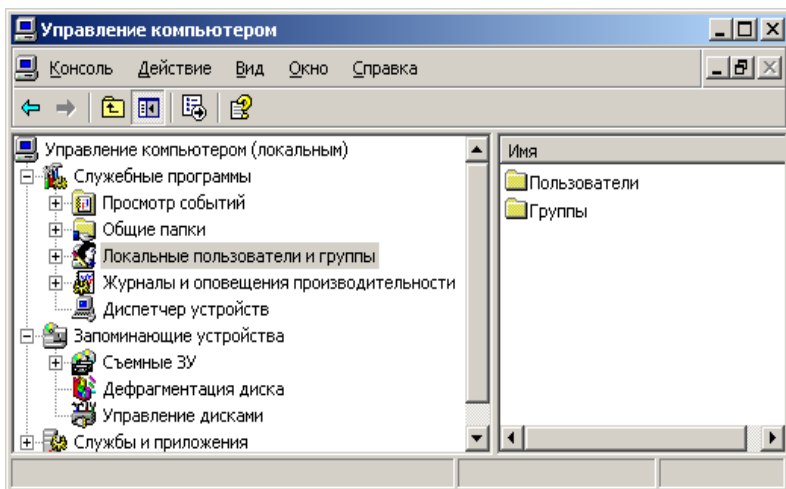 Управление компьютером
Консоль Действие Вид Окно Справка
Управление компьютером (локальным)
Служебные программы
Просмотр событий
Общие папки
Локальные пользователи и группы
Журналы и оповещения производительности
Диспетчер устройств
Запоминающие устройства
Съемные ЗУ
Дефрагментация диска
Управление дисками
Службы и приложения
Имя
Пользователи
Группы